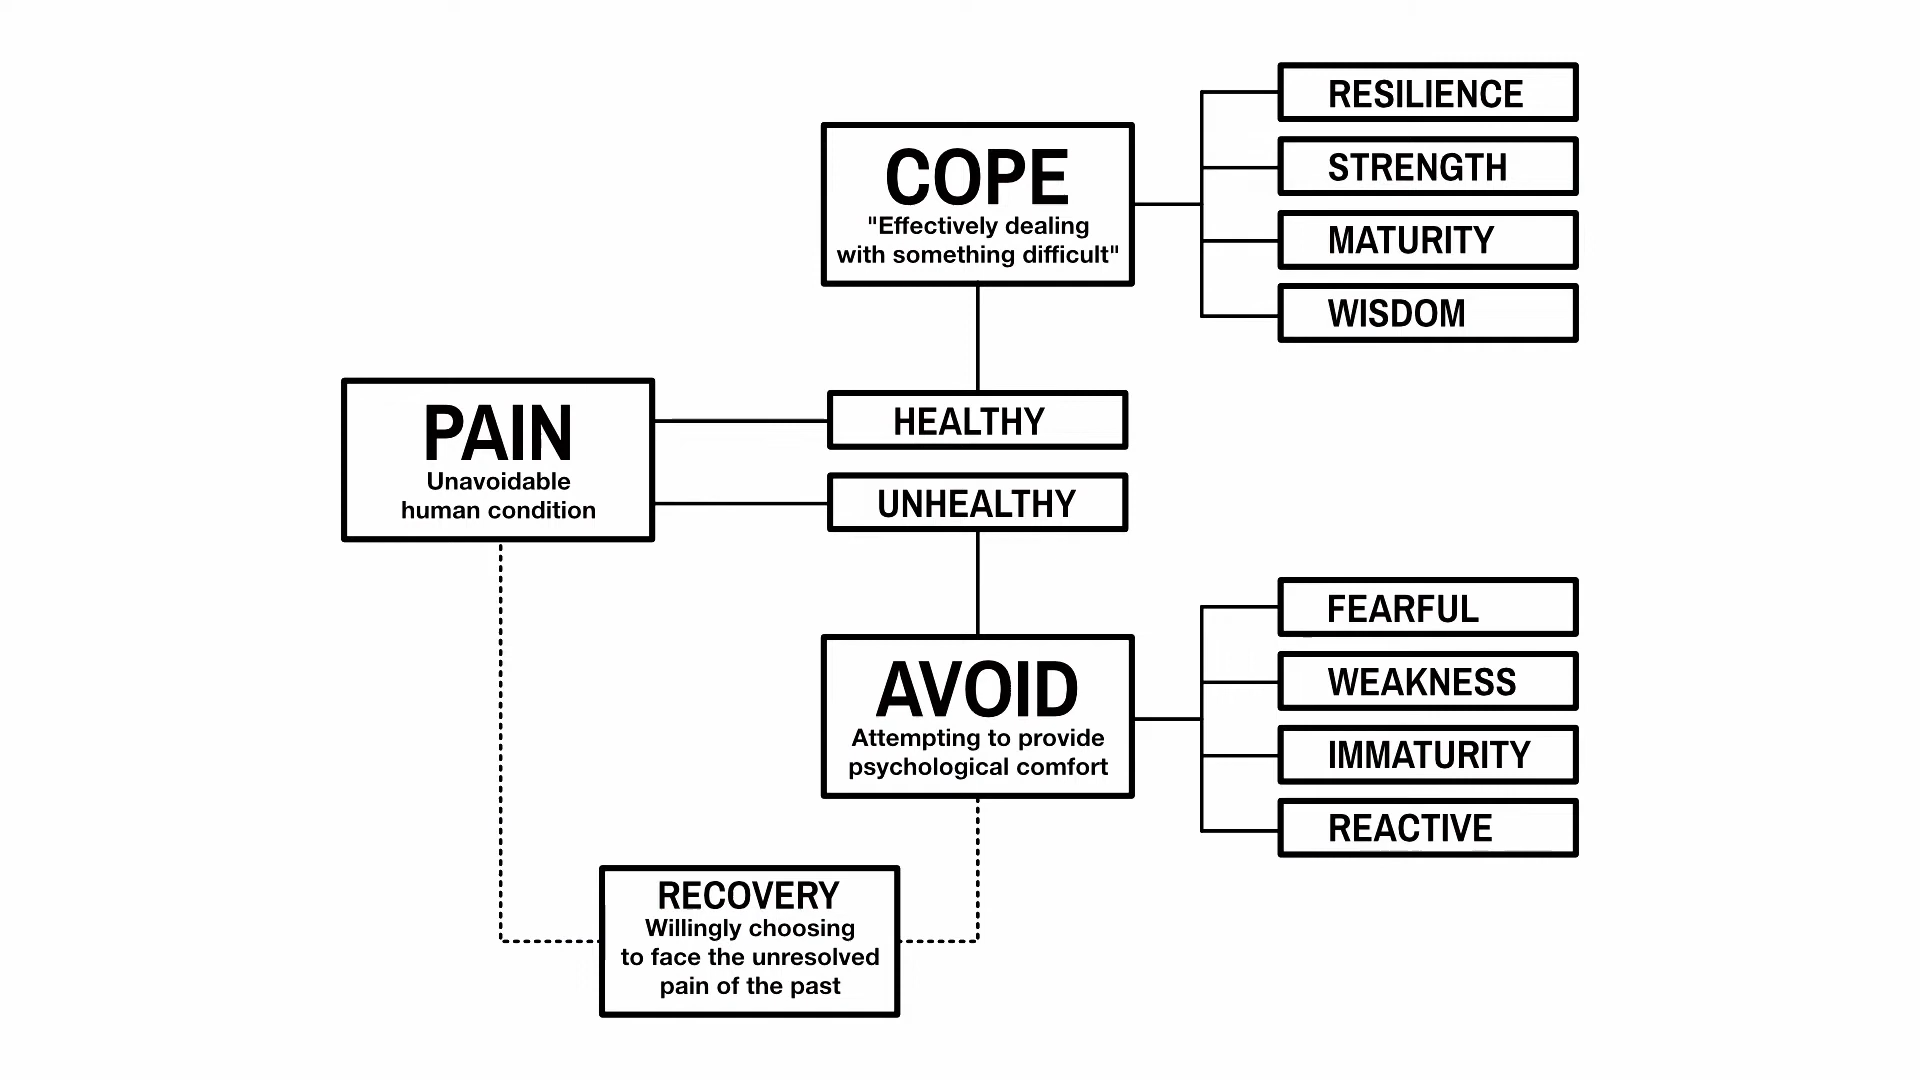 RESILIENCE
STRENGTH
MATURITY
WISDOM
COPE
"Effectively dealing
with something difficult"
PAIN
Unavoidable
human condition
HEALTHY
UNHEALTHY
AVOID
Attempting to provide
psychological comfort
FEARFUL
WEAKNESS
IMMATURITY
REACTIVE
RECOVERY
Willingly choosing
to face the unresolved
pain of the past